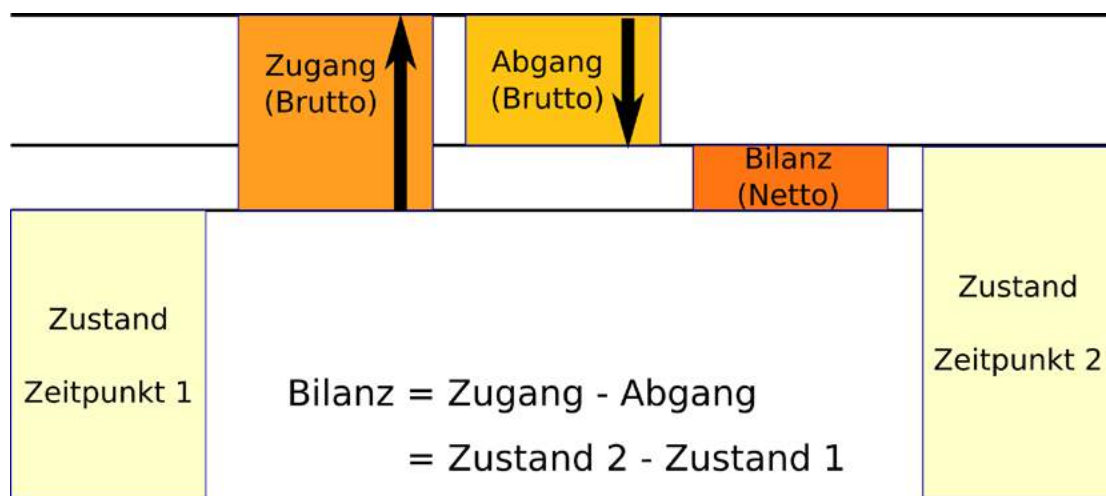 Zugang
(Brutto)
Abgang
(Brutto)
Bilanz
(Netto)
Zustand
Zeitpunkt 1
Zustand
Zeitpunkt 2
Bilanz = Zugang - Abgang
= Zustand 2 - Zustand 1